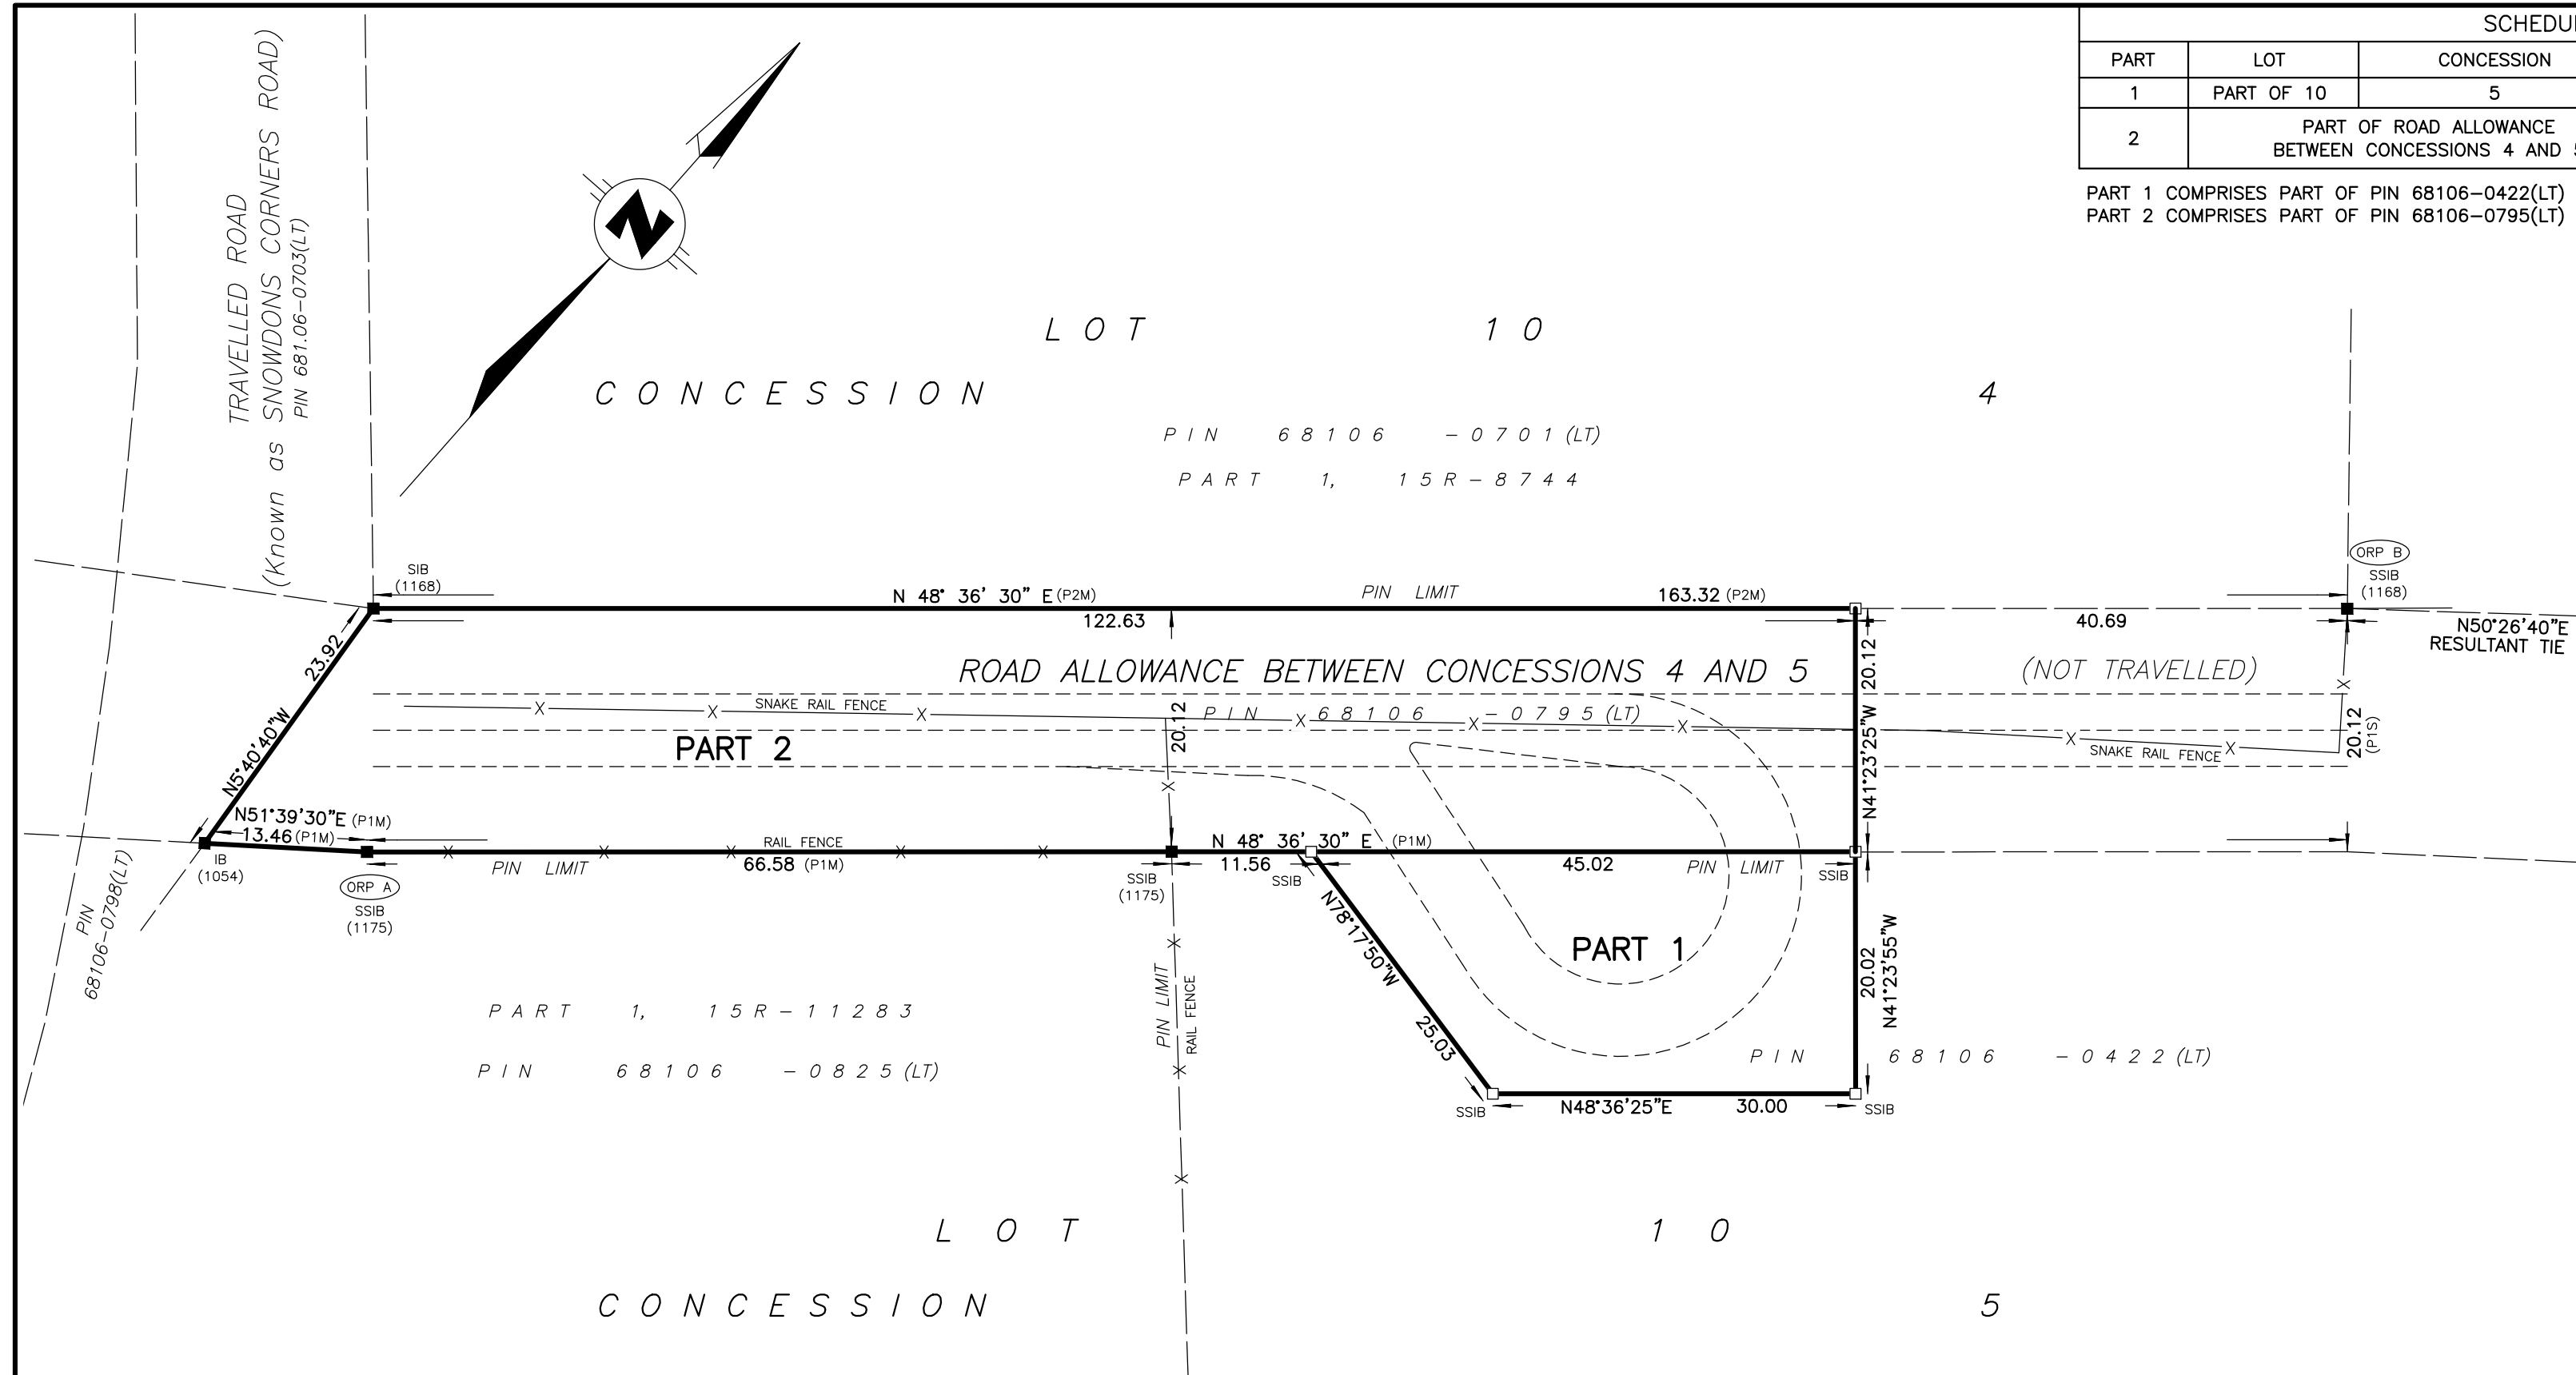 SCHEDU
PART LOT CONCESSION
1 PART OF 10 5
2 PART OF ROAD ALLOWANCE
BETWEEN CONCESSIONS 4 AND 5
PART 1 COMPRISES PART OF PIN 68106-0422(LT)
PART 2 COMPRISES PART OF PIN 68106-0795(LT)
TRAVELLED ROAD
(Known as SNOWDONS CORNERS ROAD)
PIN 681.06-0703(LT)
N
LOT 10
CONCESSION 4
PIN 68106 -0701(LT)
PART 1, 15R-8744
SIB
(1168)
N 48° 36' 30" E (P2M)
PIN LIMIT
163.32 (P2M)
122.63
40.69
ORP B
SSIB
(1168)
N50°26'40"E
RESULTANT TIE
23.92
N5°40'40"W
ROAD ALLOWANCE BETWEEN CONCESSIONS 4 AND 5
(NOT TRAVELLED)
SNAKE RAIL FENCE
PIN 68106 -0795(LT)
PART 2
20.12
20.12
N41°23'25"W
SNAKE RAIL FENCE
20.12
(P1S)
N51°39'30"E (P1M)
13.46 (P1M)
RAIL FENCE
N 48° 36' 30" E (P1M)
IB
(1054)
PIN LIMIT
66.58 (P1M)
11.56
45.02
PIN LIMIT
ORP A
SSIB
(1175)
SSIB
(1175)
SSIB
SSIB
PIN
68106-0798(LT)
N78°17'50"W
25.03
PART 1
20.02
N41°23'55"W
PIN LIMIT
RAIL FENCE
PART 1, 15R-11283
PIN 68106 -0825(LT)
PIN 68106 -0422(LT)
SSIB
N48°36'25"E 30.00
SSIB
LOT 10
CONCESSION 5